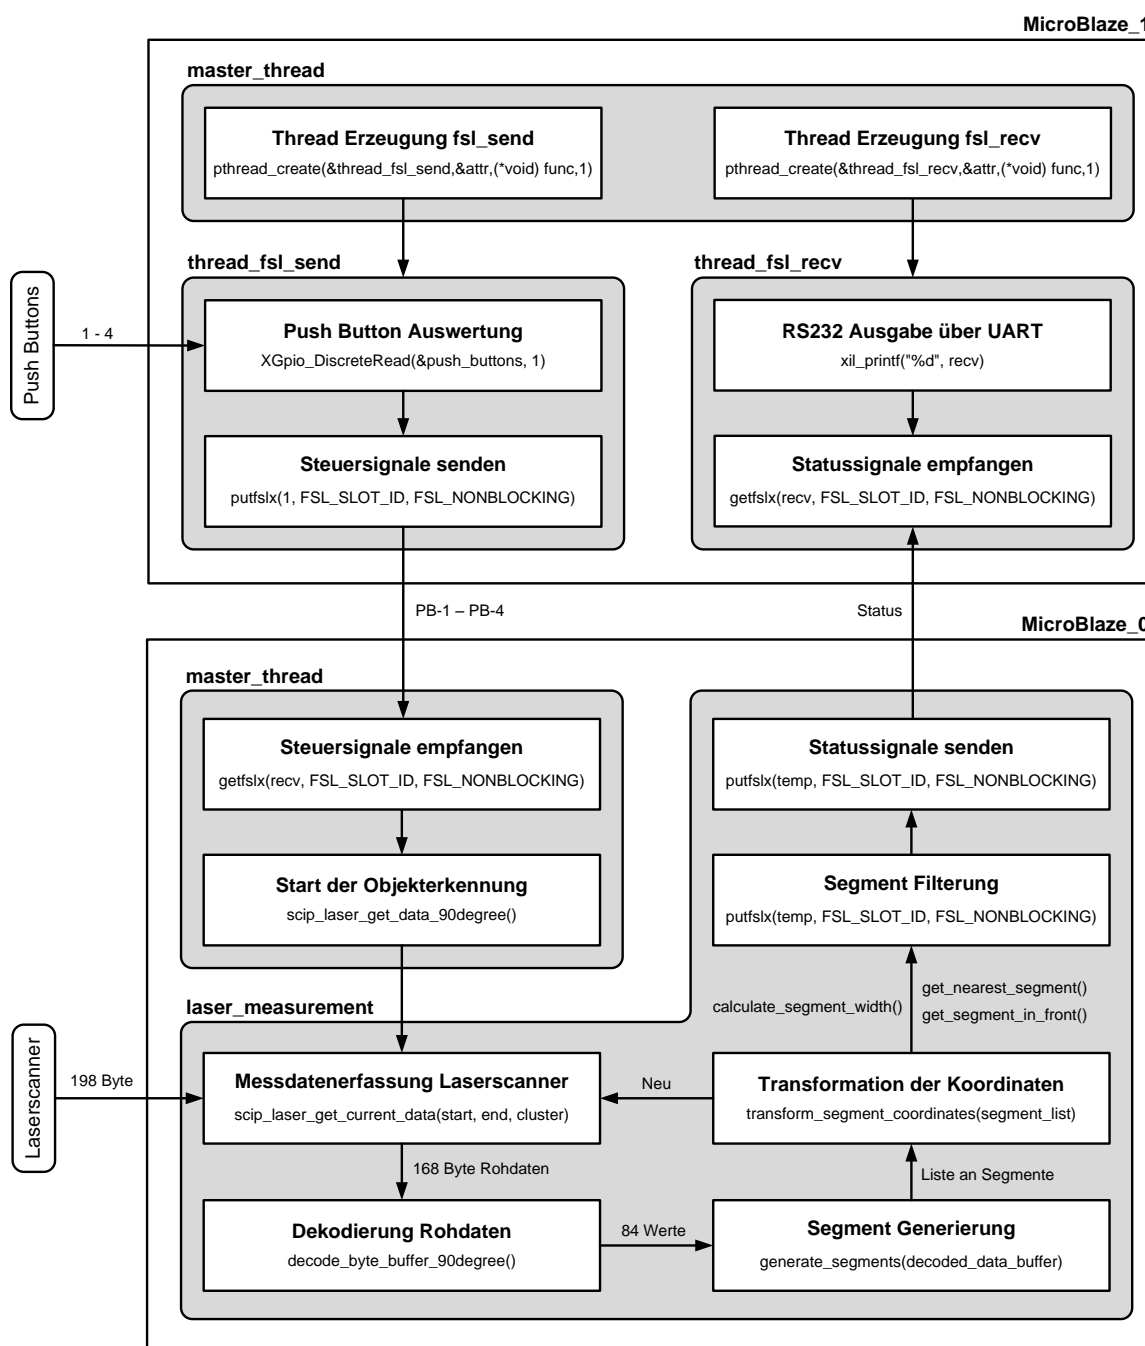 MicroBlaze_1
master_thread
Thread Erzeugung fsl_send
pthread_create(&thread_fsl_send,&attr,(*void) func,1)
Thread Erzeugung fsl_recv
pthread_create(&thread_fsl_recv,&attr,(*void) func,1)
thread_fsl_send
thread_fsl_recv
Push Buttons
1 - 4
Push Button Auswertung
XGpio_DiscreteRead(&push_buttons, 1)
RS232 Ausgabe über UART
xil_printf("%d", recv)
Steuersignale senden
putfslx(1, FSL_SLOT_ID, FSL_NONBLOCKING)
Statussignale empfangen
getfslx(recv, FSL_SLOT_ID, FSL_NONBLOCKING)
PB-1 – PB-4
Status
MicroBlaze_0
master_thread
Steuersignale empfangen
getfslx(recv, FSL_SLOT_ID, FSL_NONBLOCKING)
Statussignale senden
putfslx(temp, FSL_SLOT_ID, FSL_NONBLOCKING)
Start der Objekterkennung
scip_laser_get_data_90degree()
Segment Filterung
putfslx(temp, FSL_SLOT_ID, FSL_NONBLOCKING)
laser_measurement
calculate_segment_width()
get_nearest_segment()
get_segment_in_front()
Laserscanner
198 Byte
Messdatenerfassung Laserscanner
scip_laser_get_current_data(start, end, cluster)
Neu
Transformation der Koordinaten
transform_segment_coordinates(segment_list)
168 Byte Rohdaten
Liste an Segmente
Dekodierung Rohdaten
decode_byte_buffer_90degree()
84 Werte
Segment Generierung
generate_segments(decoded_data_buffer)